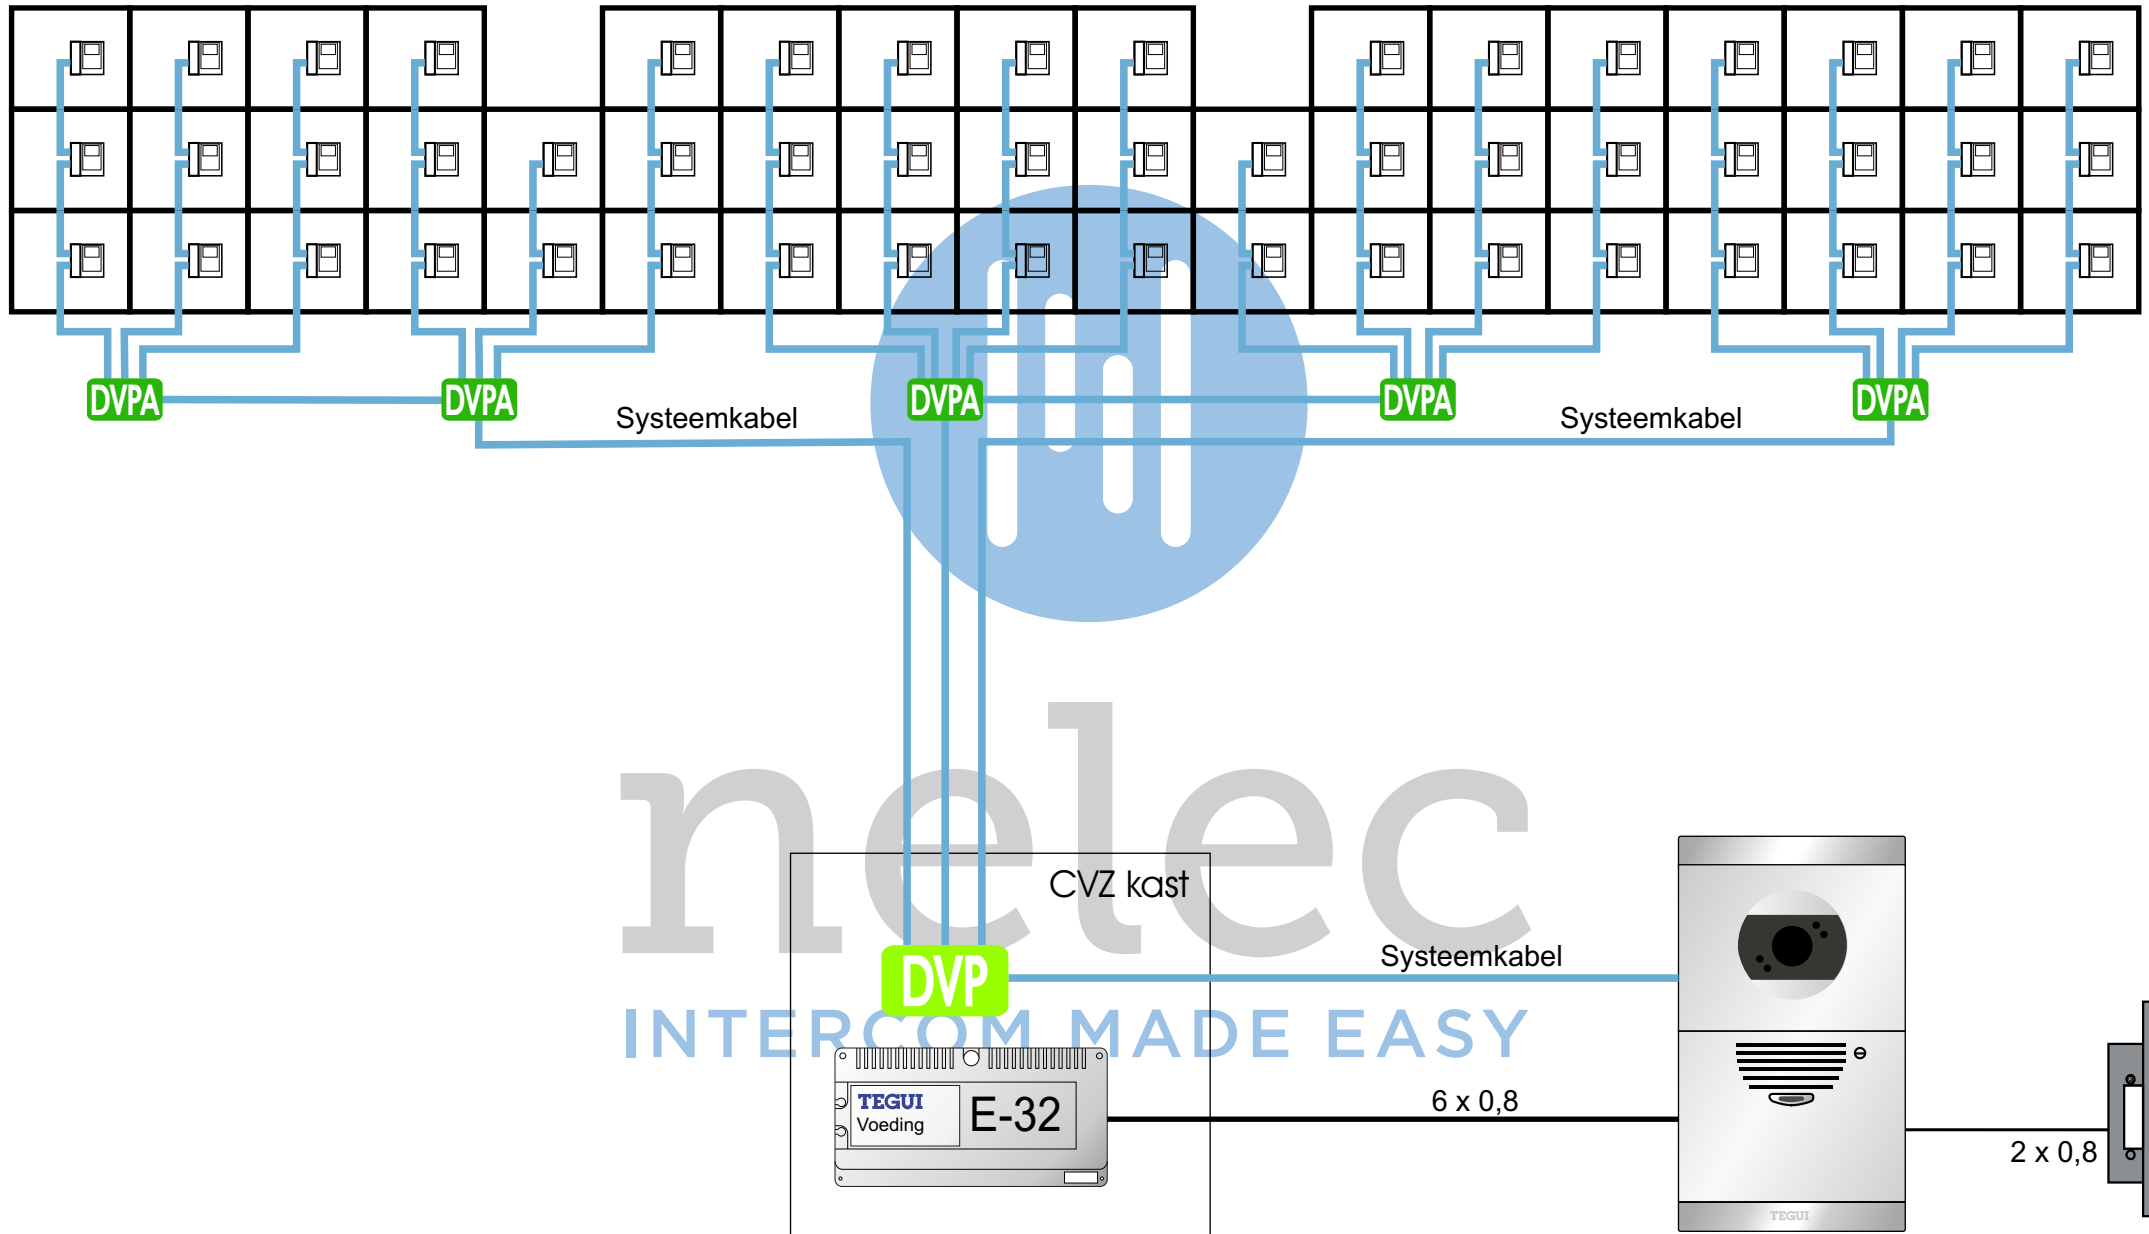 DVPA
DVPA
DVPA
DVPA
DVPA
Systeemkabel
Systeemkabel
nelec
CVZ kast
DVP
Systeemkabel
INTERCOM MADE EASY
TEGUI
Voeding
E-32
6 x 0,8
2 x 0,8
TEGUI